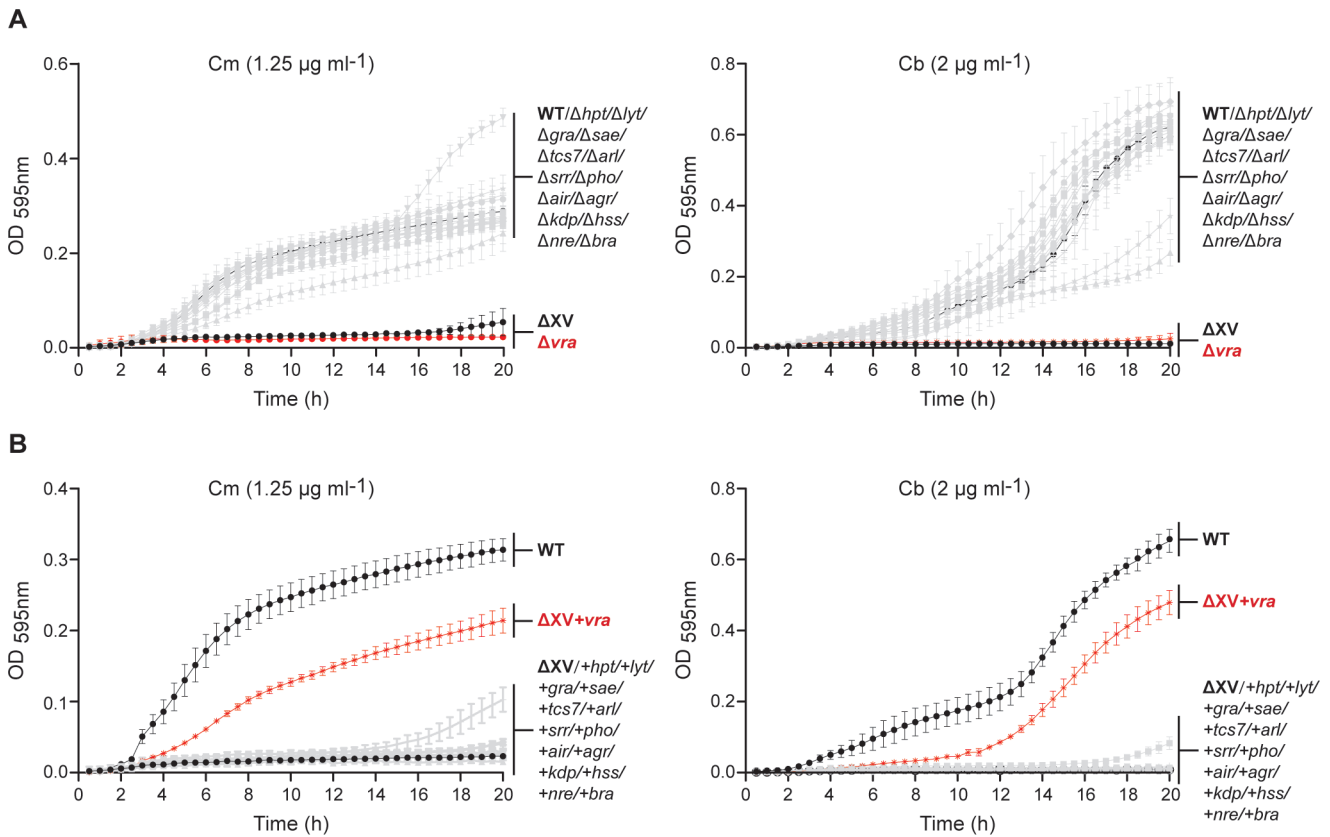 A
Cm (1.25 µg ml-1)
0.6
0.4
0.2
0.0
OD 595nm
0 2 4 6 8 10 12 14 16 18 20
Time (h)
WT/Δhpt/Δlyt/
Δgra/Δsae/
Δtcs7/Δarl/
Δsrr/Δpho/
Δair/Δagr/
Δkdp/Δhss/
Δnre/Δbra
ΔXV
Δvra
Cb (2 µg ml-1)
0.8
0.6
0.4
0.2
0.0
OD 595nm
0 2 4 6 8 10 12 14 16 18 20
Time (h)
WT/Δhpt/Δlyt/
Δgra/Δsae/
Δtcs7/Δarl/
Δsrr/Δpho/
Δair/Δagr/
Δkdp/Δhss/
Δnre/Δbra
ΔXV
Δvra
B
Cm (1.25 µg ml-1)
0.4
0.3
0.2
0.1
0.0
OD 595nm
0 2 4 6 8 10 12 14 16 18 20
Time (h)
WT
ΔXV+vra
ΔXV/+hpt/+lyt/
+gra/+sae/
+tcs7/+arl/
+srr/+pho/
+air/+agr/
+kdp/+hss/
+nre/+bra
Cb (2 µg ml-1)
0.8
0.6
0.4
0.2
0.0
OD 595nm
0 2 4 6 8 10 12 14 16 18 20
Time (h)
WT
ΔXV+vra
ΔXV/+hpt/+lyt/
+gra/+sae/
+tcs7/+arl/
+srr/+pho/
+air/+agr/
+kdp/+hss/
+nre/+bra